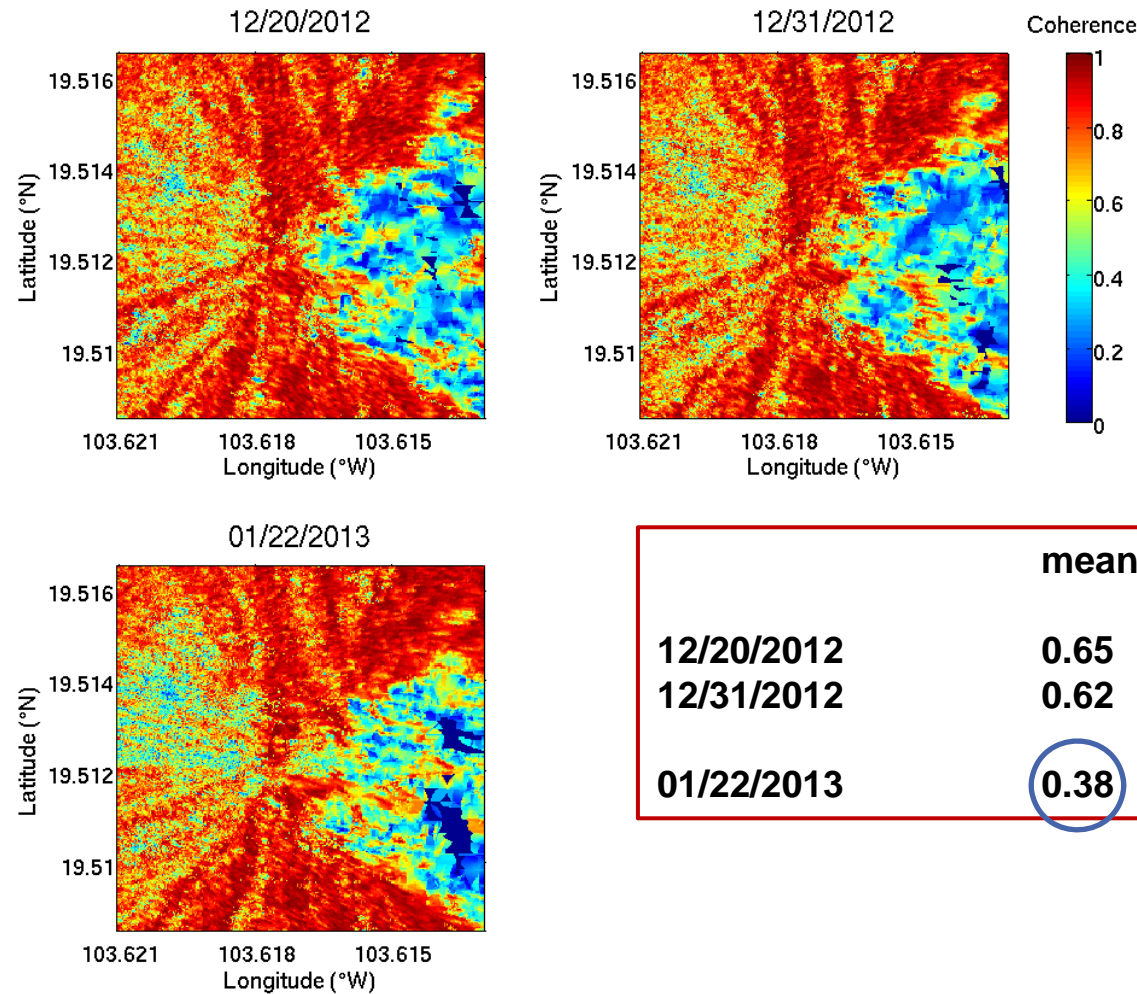 12/20/2012
19.516
19.514
19.512
19.51
Latitude (°N)
103.621 103.618 103.615
Longitude (°W)
12/31/2012
19.516
19.514
19.512
19.51
Latitude (°N)
103.621 103.618 103.615
Longitude (°W)
Coherence
1
0.8
0.6
0.4
0.2
0
01/22/2013
19.516
19.514
19.512
19.51
Latitude (°N)
103.621 103.618 103.615
Longitude (°W)
mean
12/20/2012 0.65
12/31/2012 0.62
01/22/2013 0.38